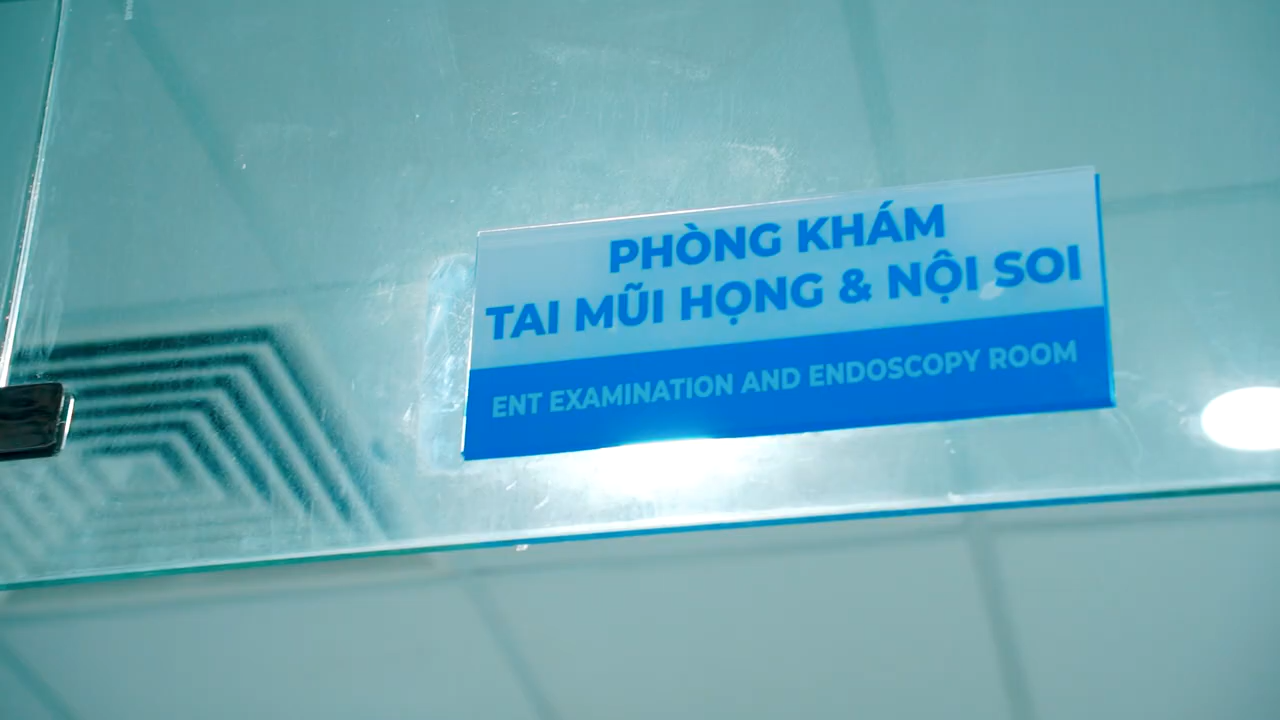 PHÒNG KHÁM
TAI MŨI HỌNG & NỘI SOI
ENT EXAMINATION AND ENDOSCOPY ROOM